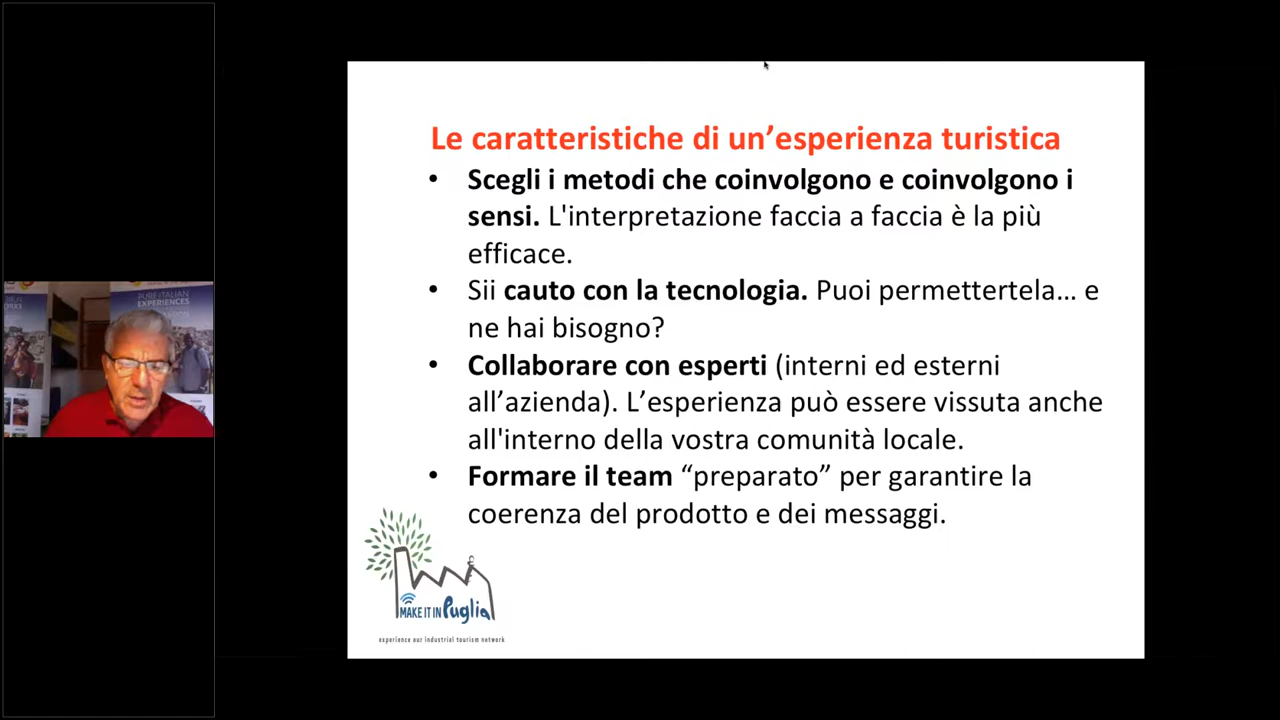 PURE ITALIAN
EXPERIENCES
Le caratteristiche di un’esperienza turistica
• Scegli i metodi che coinvolgono e coinvolgono i
sensi. L'interpretazione faccia a faccia è la più
efficace.
• Sii cauto con la tecnologia. Puoi permettertela... e
ne hai bisogno?
• Collaborare con esperti (interni ed esterni
all’azienda). L’esperienza può essere vissuta anche
all'interno della vostra comunità locale.
• Formare il team “preparato” per garantire la
coerenza del prodotto e dei messaggi.
MAKE IT IN Puglia
experience our industrial tourism network